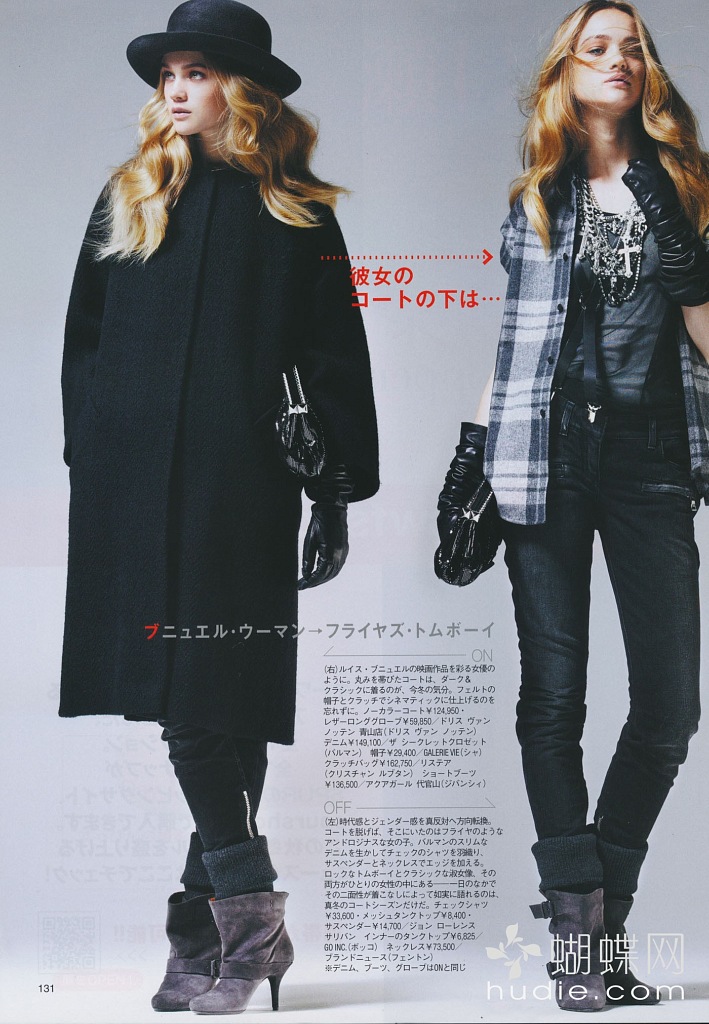 彼女の
コートの下は…
ブニュエル・ウーマン→フライヤズ・トムボーイ
ON
(右)ルイス・ブニュエルの映画作品を彩る女優の
ように。丸みを帯びたコートは、ダーク&
クラシックに着るのが、今冬の気分。フェルトの
帽子とクラッチでシネマティックに仕上げるのを
忘れずに。ノーカラーコート¥124,950・
レザーロンググローブ¥59,850/ドリス ヴァン
ノッテン 青山店(ドリス ヴァン ノッテン)
デニム¥149,100/ザ シークレットクロゼット
(バルマン) 帽子¥29,400/GALERIE VIE(シャ)
クラッチバッグ¥162,750/リステア
(クリスチャン ルブタン) ショートブーツ
¥136,500/アクアガール 代官山(ジバンシィ)
OFF
(左)時代感とジェンダー感を真反対へ方向転換。
コートを脱げば、そこにいたのはフライヤのような
アンドロジナスな女の子。バルマンのスリムな
デニムを生かしてチェックのシャツを羽織り、
サスペンダーとネックレスでエッジを加える。
ロックなトムボーイとクラシックな淑女像、その
両方がひとりの女性の中にある――一日のなかで
その二面性が着こなしによって如実に語れるのは、
真冬のコートシーズンだけだ。チェックシャツ
¥33,600・メッシュタンクトップ¥8,400・
サスペンダー¥14,700/ジョン ローレンス
サリバン インナーのタンクトップ¥6,825/
GO INC.(ボッコ) ネックレス¥73,500/
ブランドニュース(フェントン)
※デニム、ブーツ、グローブはONと同じ
131
蝴蝶网
hudie.com